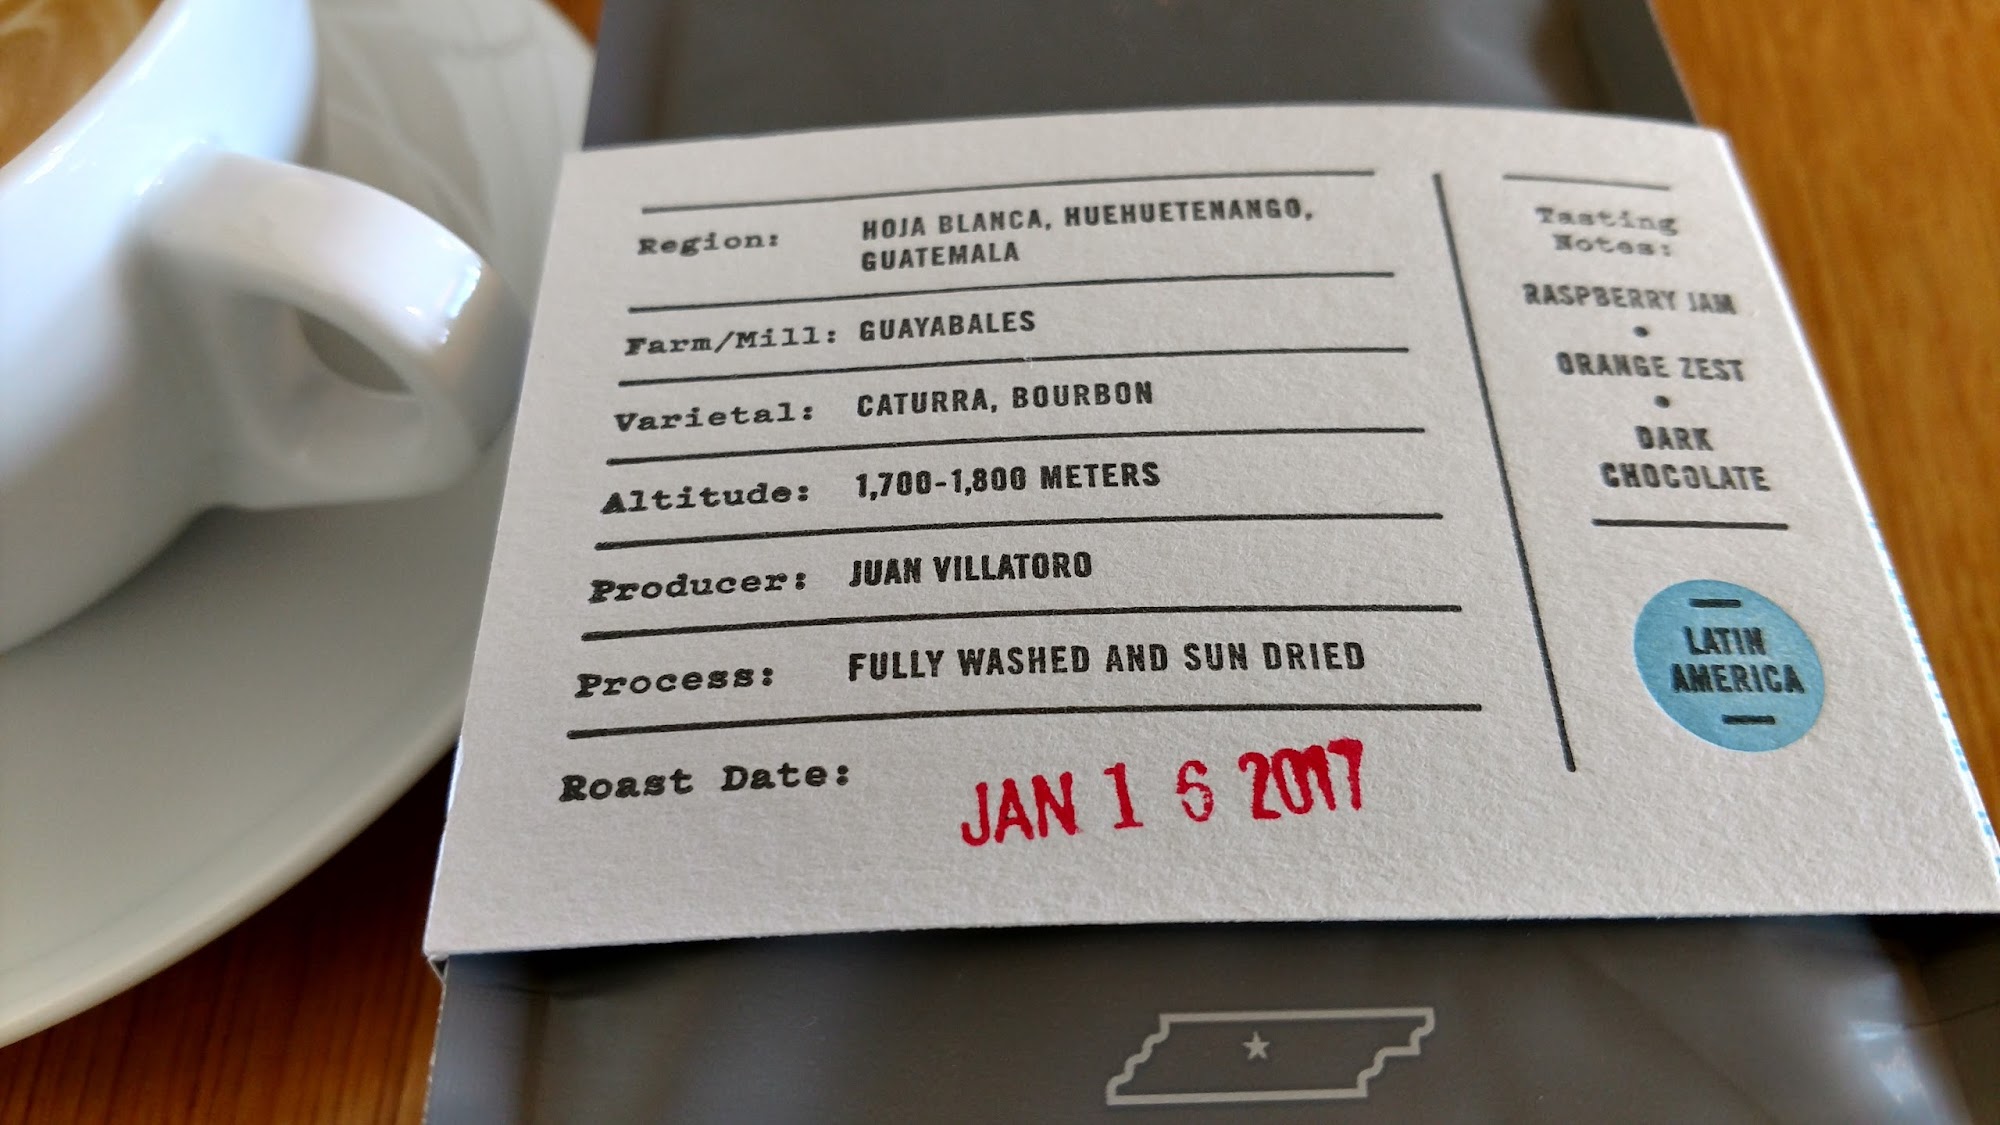 Region: HOJA BLANCA, HUEHUETENANGO,
GUATEMALA
Farm/Mill: GUAYABALES
Varietal: CATURRA, BOURBON
Altitude: 1,700-1,800 METERS
Producer: JUAN VILLATORO
Process: FULLY WASHED AND SUN DRIED
Roast Date: JAN 16 2017
Tasting
Notes:
RASPBERRY JAM
•
ORANGE ZEST
•
DARK
CHOCOLATE
LATIN
AMERICA